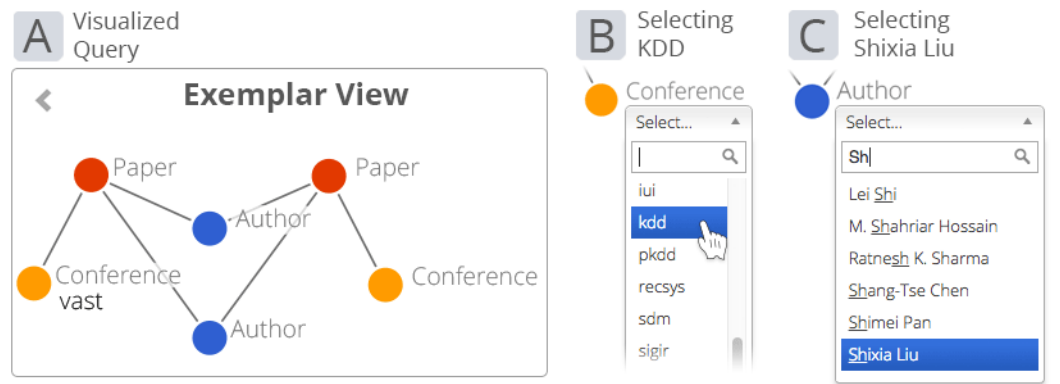 A
Visualized
Query
Exemplar View
Paper
Paper
Author
Conference
vast
Conference
Author
B
Selecting
KDD
Conference
Select...
iui
kdd
pkdd
recsys
sdm
sigir
C
Selecting
Shixia Liu
Author
Select...
Sh
Lei Shi
M. Shahriar Hossain
Ratnesh K. Sharma
Shang-Tse Chen
Shimei Pan
Shixia Liu